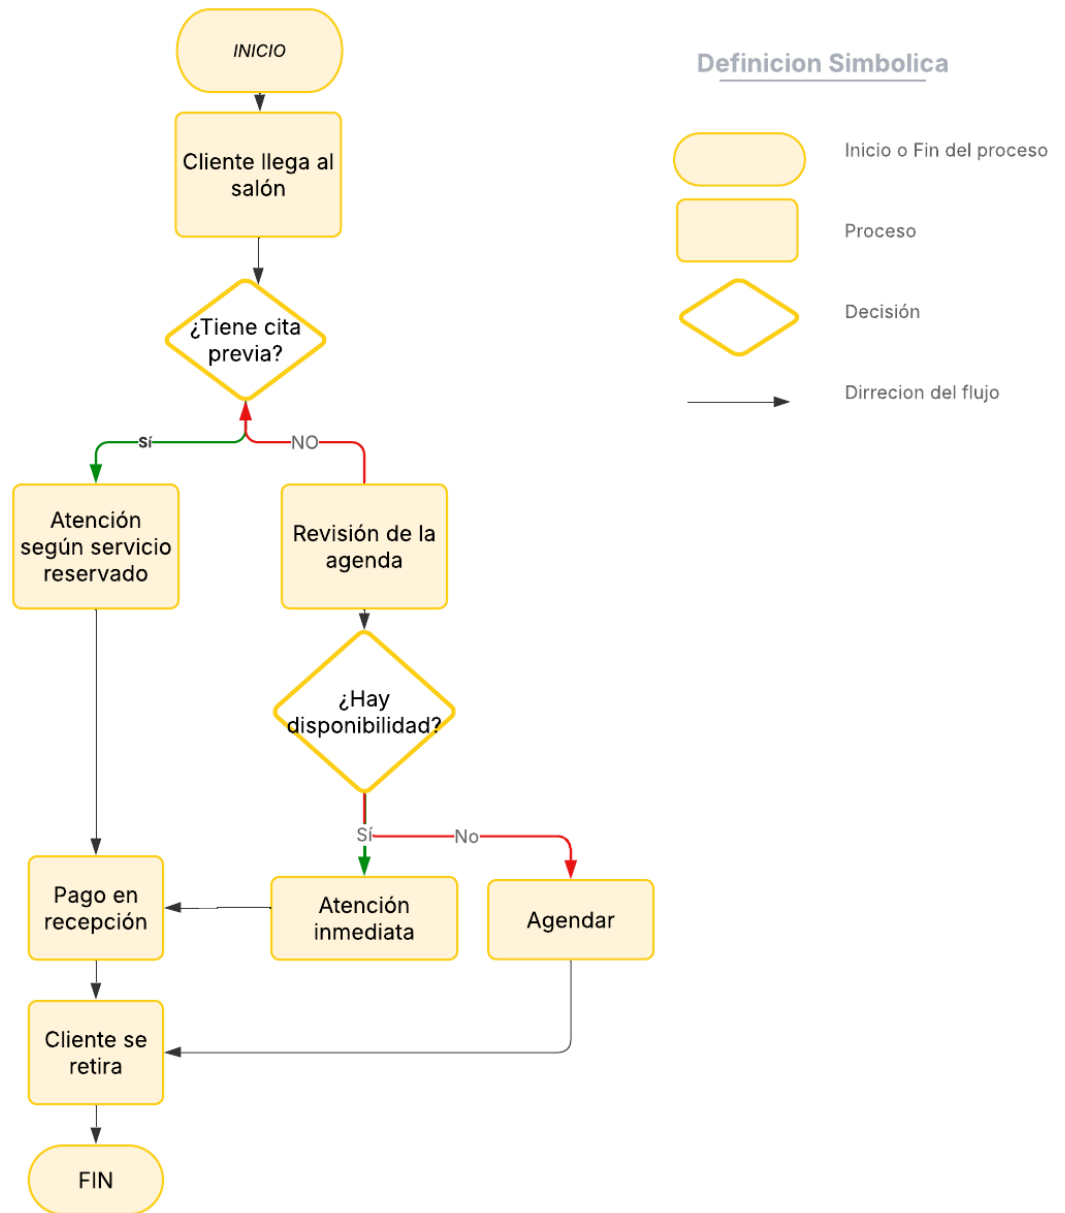 INICIO
Definicion Simbolica
Inicio o Fin del proceso
Cliente llega al
salón
Proceso
Decisión
¿Tiene cita
previa?
Dirrecion del flujo
Sí
NO
Atención
según servicio
reservado
Revisión de la
agenda
¿Hay
disponibilidad?
Sí
No
Pago en
recepción
Atención
inmediata
Agendar
Cliente se
retira
FIN